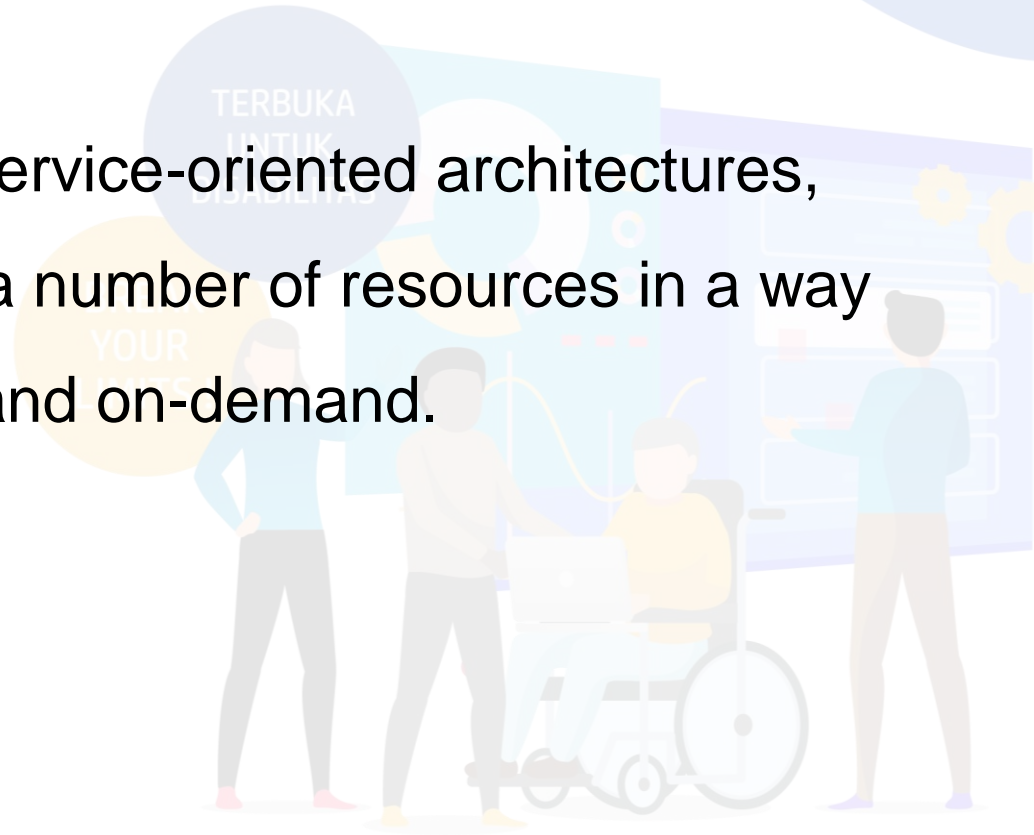 TERBUKA
UNTUK
DISABILITAS
ervice-oriented architectures,
a number of resources in a way
YOUR
and on-demand.